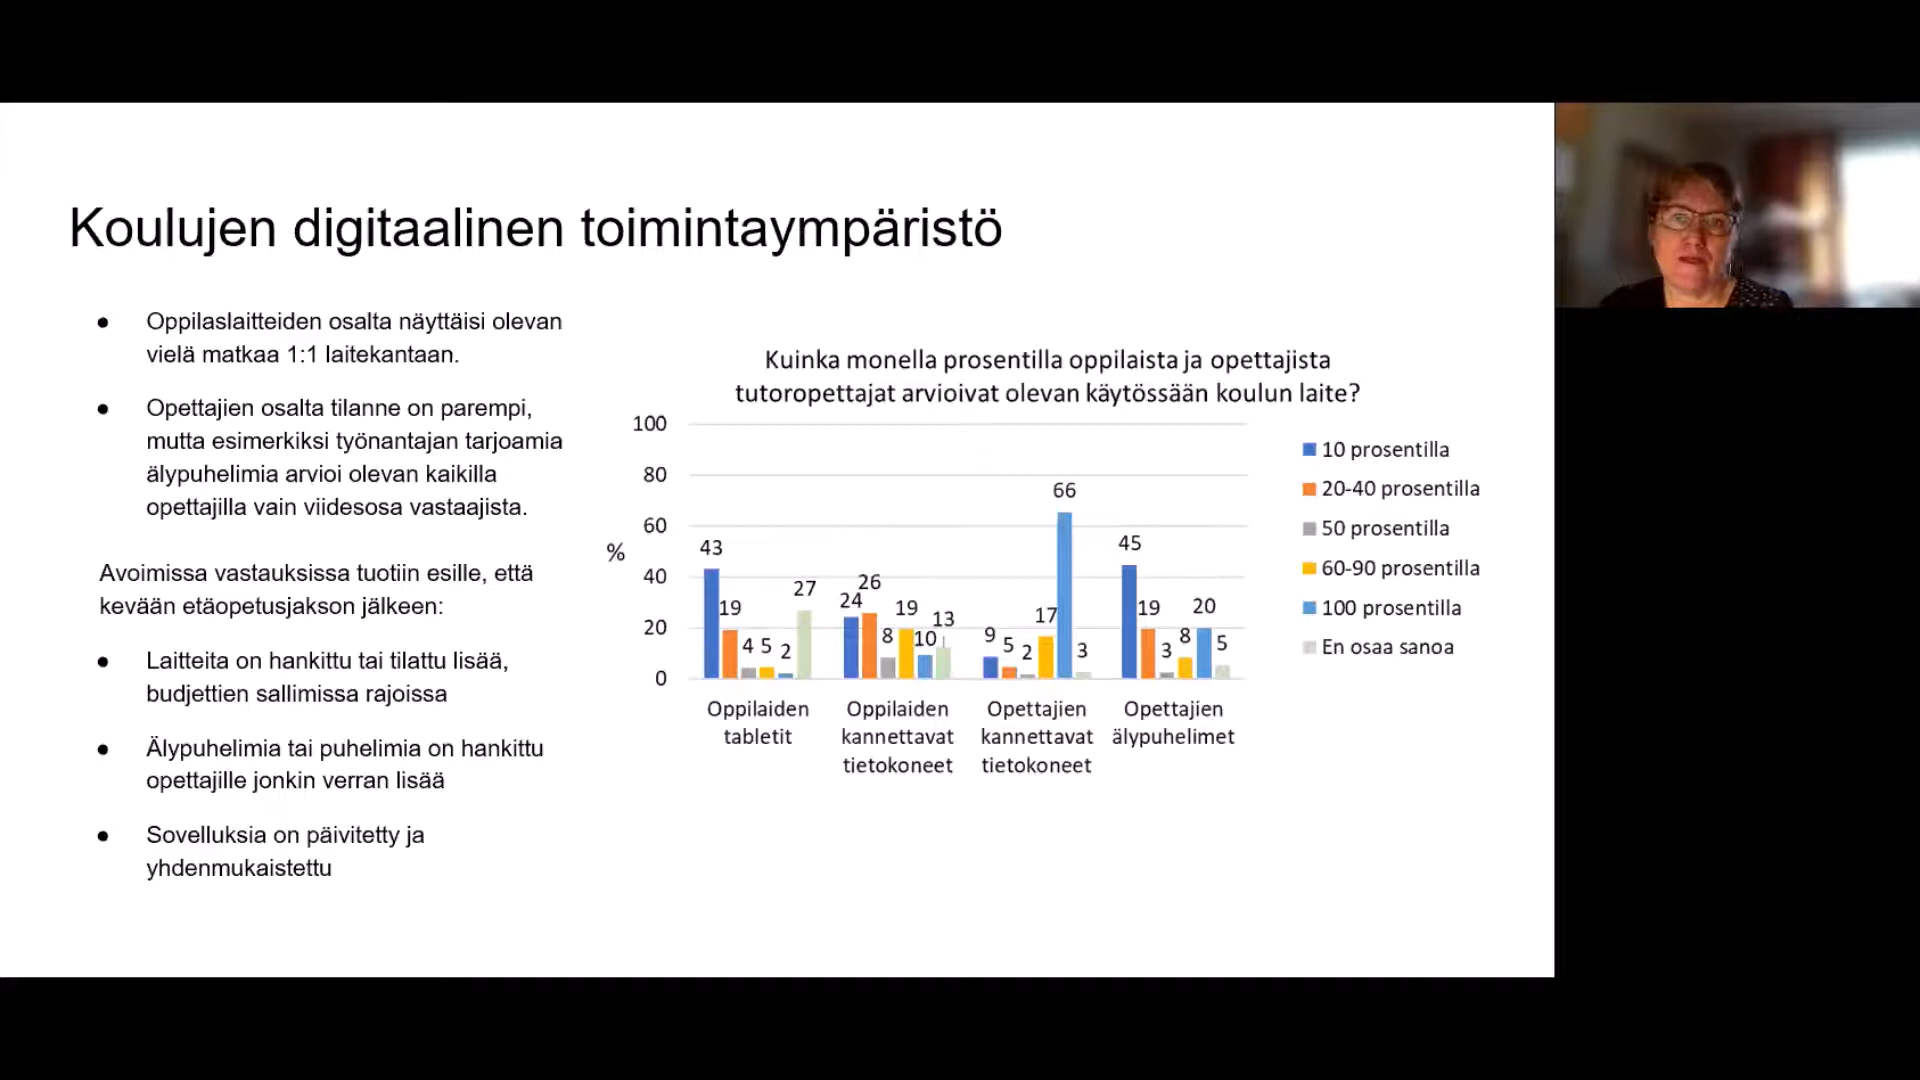 Koulujen digitaalinen toimintaympäristö
● Oppilaslaitteiden osalta näyttäisi olevan
vielä matkaa 1:1 laitekantaan.
● Opettajien osalta tilanne on parempi,
mutta esimerkiksi työnantajan tarjoamia
älypuhelimia arvioi olevan kaikilla
opettajilla vain viidesosa vastaajista.
Avoimissa vastauksissa tuotiin esille, että
kevään etäopetusjakson jälkeen:
● Laitteita on hankittu tai tilattu lisää,
budjettien sallimissa rajoissa
● Älypuhelimia tai puhelimia on hankittu
opettajille jonkin verran lisää
● Sovelluksia on päivitetty ja
yhdenmukaistettu
Kuinka monella prosentilla oppilaista ja opettajista
tutoropettajat arvioivat olevan käytössään koulun laite?
100
80
60
40
20
0
%
43 19 4 5 2 27
24 26 8 19 10 13
9 5 2 17 66 3
45 19 3 8 20 5
Oppilaiden
tabletit
Oppilaiden
kannettavat
tietokoneet
Opettajien
kannettavat
tietokoneet
Opettajien
älypuhelimet
10 prosentilla
20-40 prosentilla
50 prosentilla
60-90 prosentilla
100 prosentilla
En osaa sanoa